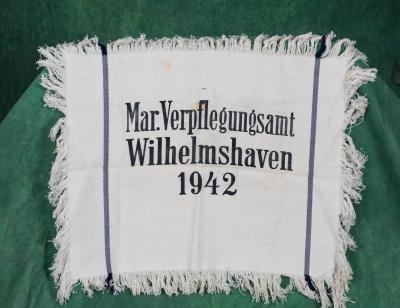 Mar. Verpflegungsamt
Wilhelmshaven
1942